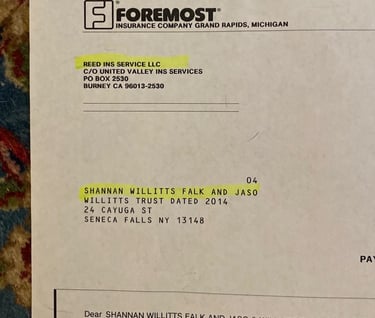 FOREMOST®
INSURANCE COMPANY GRAND RAPIDS, MICHIGAN
REED INS SERVICE LLC
C/O UNITED VALLEY INS SERVICES
PO BOX 2530
BURNEY CA 96013-2530
04
SHANNAN WILLITTS FALK AND JASO
WILLITTS TRUST DATED 2014
24 CAYUGA ST
SENECA FALLS NY 13148
PAY
Dear SHANNAN WILLITTS FALK AND JASO